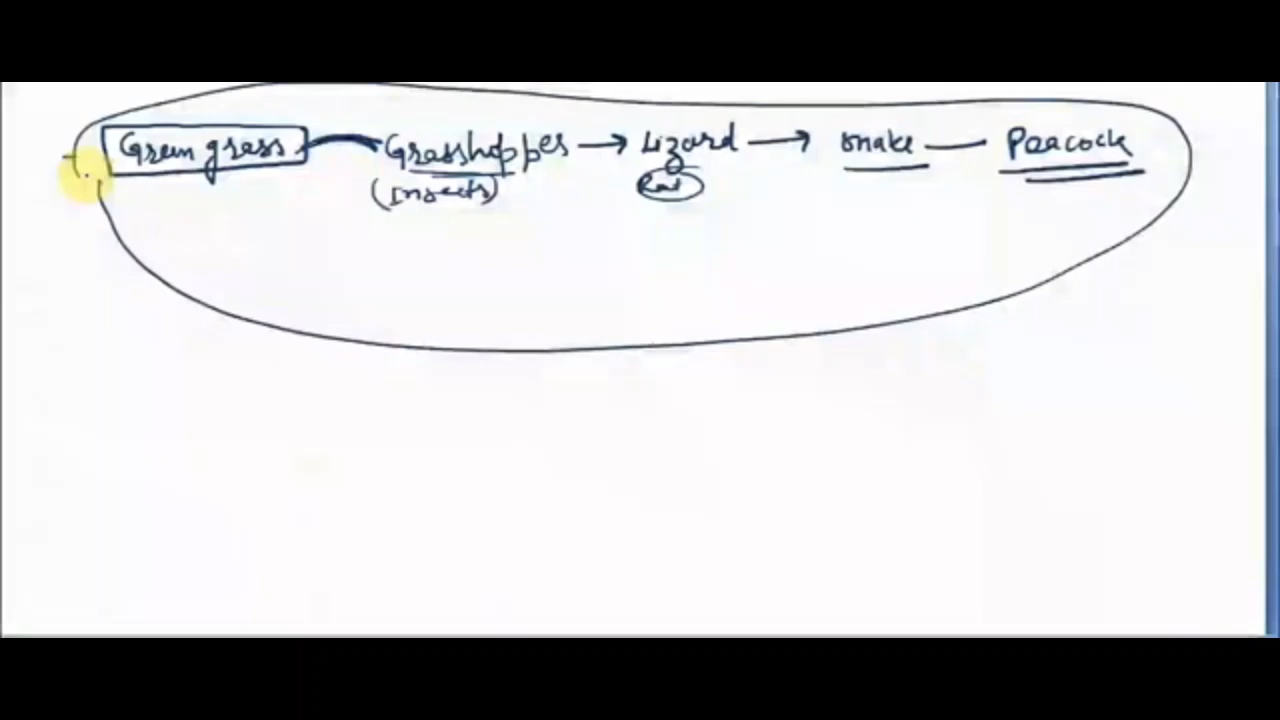 Green grass — Grasshopper → Lizard → snake — Peacock
(Insects) Rat